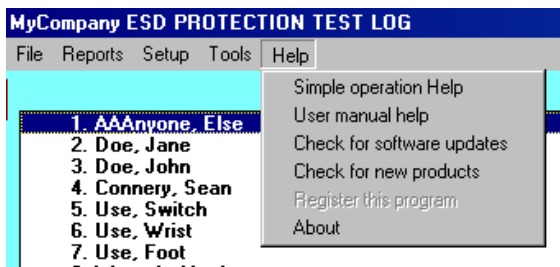 MyCompany ESD PROTECTION TEST LOG
File Reports Setup Tools Help
Simple operation Help
User manual help
Check for software updates
Check for new products
Register this program
About
1. AAAnyone, Else
2. Doe, Jane
3. Doe, John
4. Connery, Sean
5. Use, Switch
6. Use, Wrist
7. Use, Foot